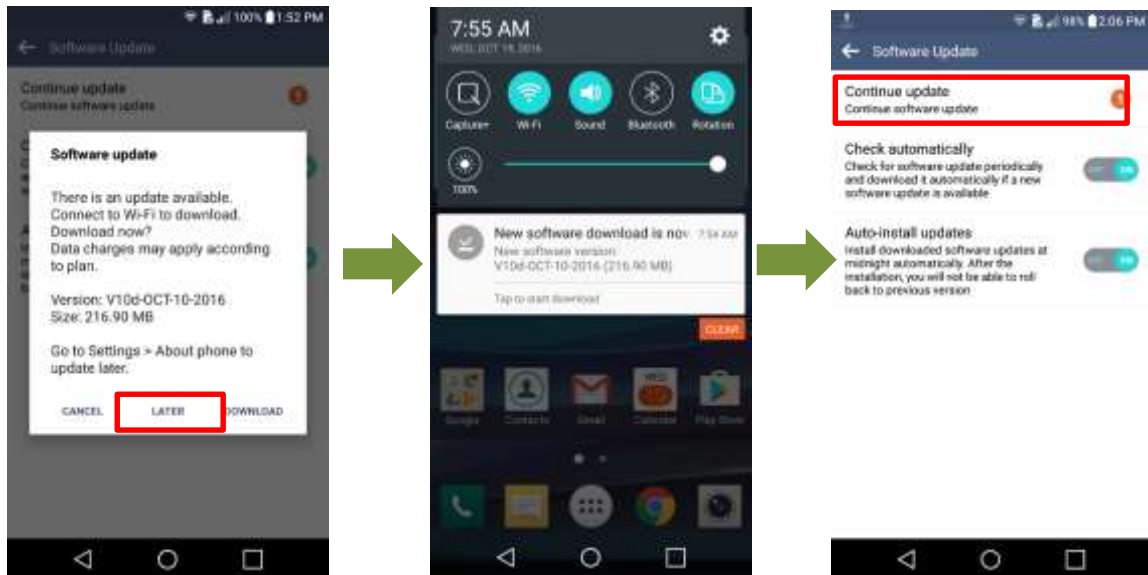 100% 1:52 PM
Software Update
Continue update
Continue software update
Software update
There is an update available.
Connect to Wi-Fi to download.
Download now?
Data charges may apply according
to plan.
Version: V10d-OCT-10-2016
Size: 216.90 MB
Go to Settings > About phone to
update later.
CANCEL LATER DOWNLOAD
7:55 AM
WED, OCT 19, 2016
Capture+ Wi-Fi Sound Bluetooth Rotation
100%
New software download is nov 7:54 AM
New software version:
V10d-OCT-10-2016 (216.90 MB)
Tap to start download
CLEAR
Google Contacts Gmail Calendar Play Store
98% 2:06 PM
Software Update
Continue update
Continue software update
Check automatically
Check for software update periodically
and download it automatically if a new
software update is available
OFF ON
Auto-install updates
Install downloaded software updates at
midnight automatically. After the
installation, you will not be able to roll
back to previous version
OFF ON